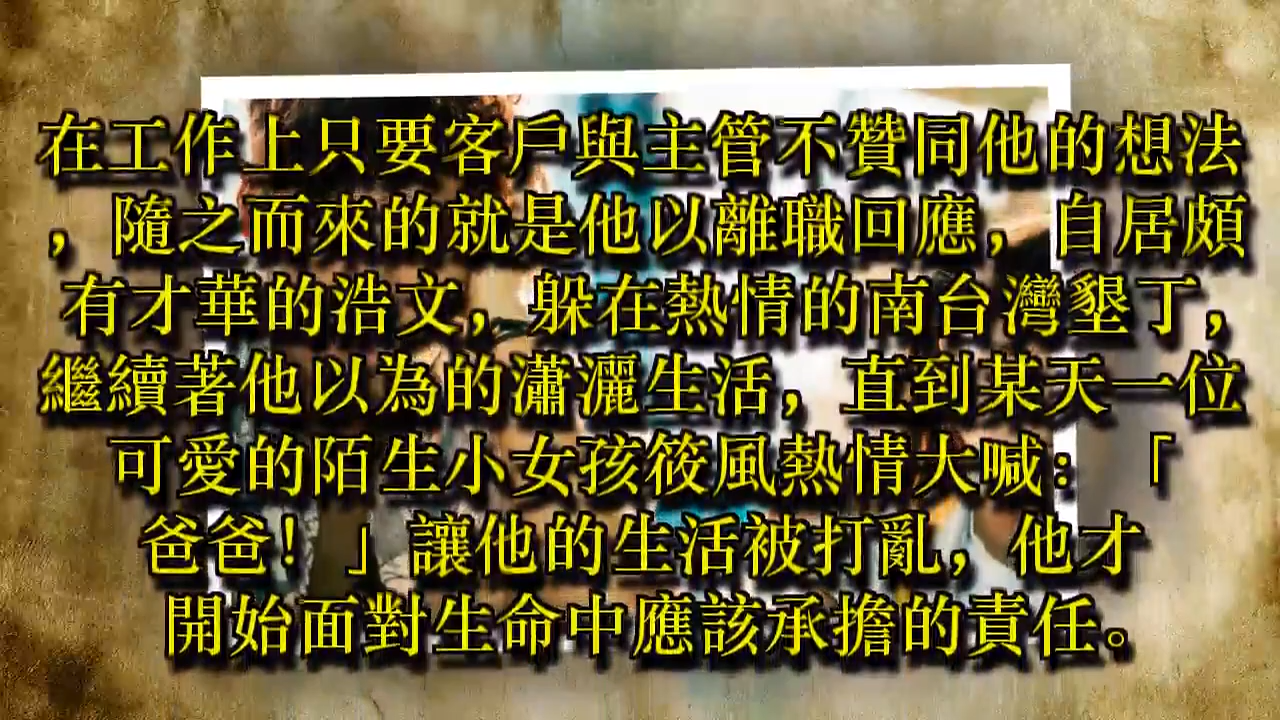 在工作上只要客戶與主管不贊同他的想法
，隨之而來的就是他以離職回應，自居頗
有才華的浩文，躲在熱情的南台灣墾丁，
繼續著他以為的瀟灑生活，直到某天一位
可愛的陌生小女孩筱風熱情大喊：「
爸爸！」讓他的生活被打亂，他才
開始面對生命中應該承擔的責任。